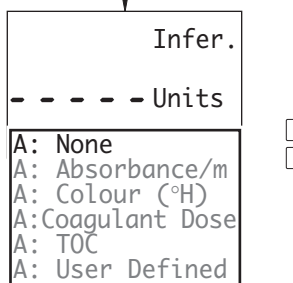 Infer.
- - - - - Units
A: None
A: Absorbance/m
A: Colour (°H)
A:Coagulant Dose
A: TOC
A: User Defined